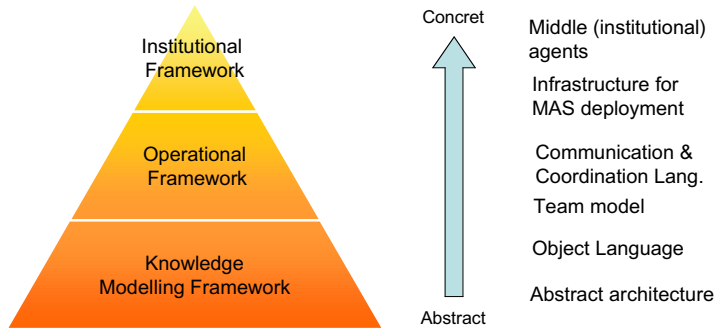 Institutional
Framework
Operational
Framework
Knowledge
Modelling Framework
Concret
Abstract
Middle (institutional)
agents
Infrastructure for
MAS deployment
Communication &
Coordination Lang.
Team model
Object Language
Abstract architecture